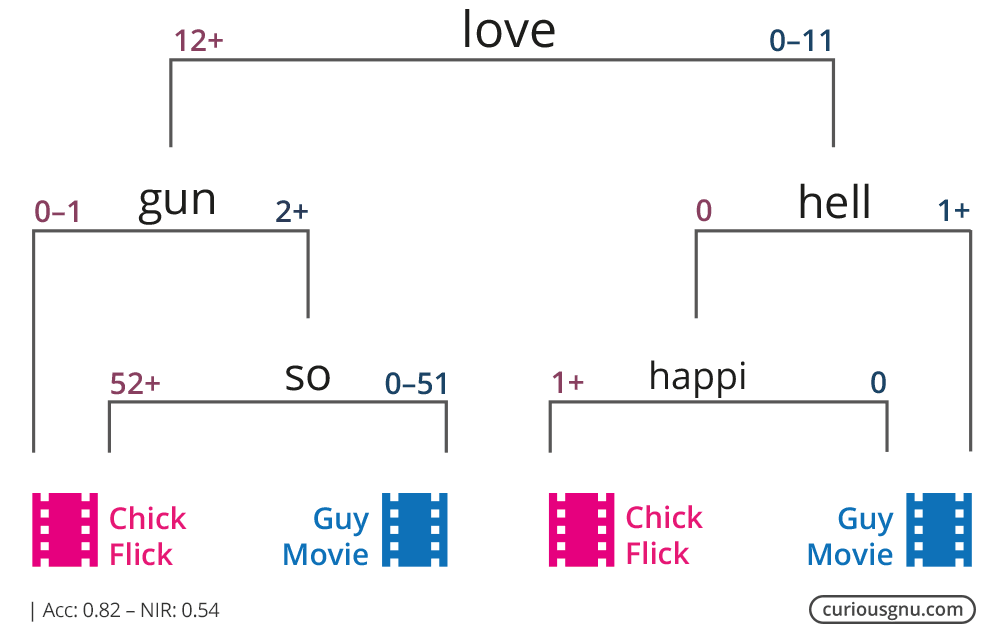 love
12+
0–11
gun
0–1
2+
hell
0
1+
so
52+
0–51
happi
1+
0
Chick
Flick
Guy
Movie
Chick
Flick
Guy
Movie
| Acc: 0.82 – NIR: 0.54
curiousgnu.com